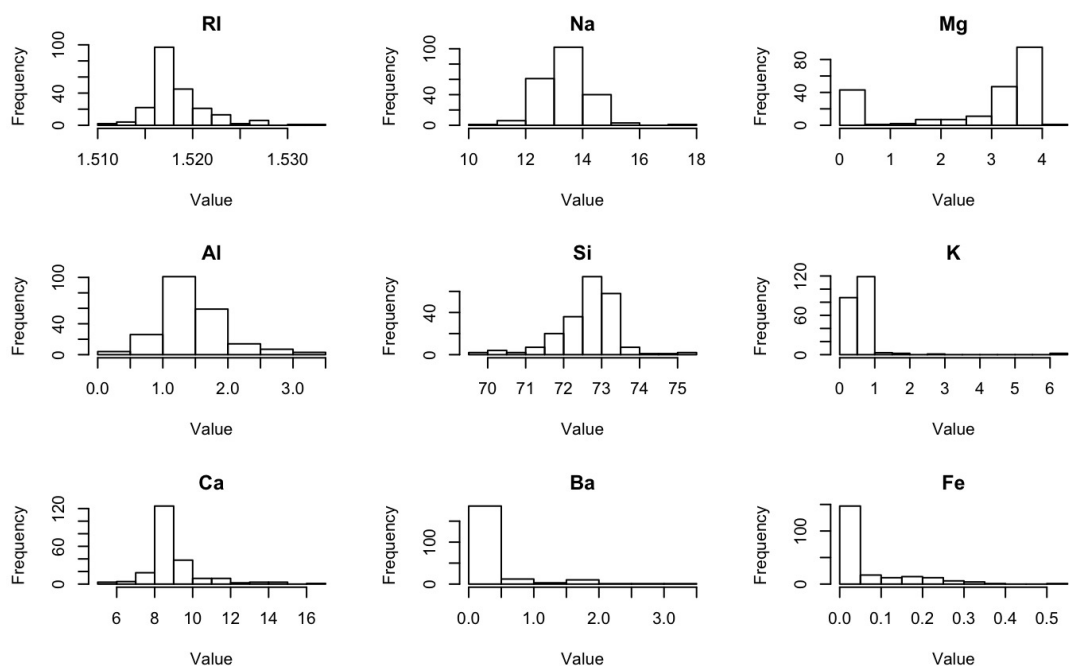 RI
Na
Mg
Frequency
0 40 100
Frequency
0 40 100
Frequency
0 40 80
1.510 1.520 1.530
10 12 14 16 18
0 1 2 3 4
Value
Value
Value
Al
Si
K
Frequency
0 40 100
Frequency
0 40
Frequency
0 60 120
0.0 1.0 2.0 3.0
70 71 72 73 74 75
0 1 2 3 4 5 6
Value
Value
Value
Ca
Ba
Fe
Frequency
0 60 120
Frequency
0 100
Frequency
0 100
6 8 10 12 14 16
0.0 1.0 2.0 3.0
0.0 0.1 0.2 0.3 0.4 0.5
Value
Value
Value